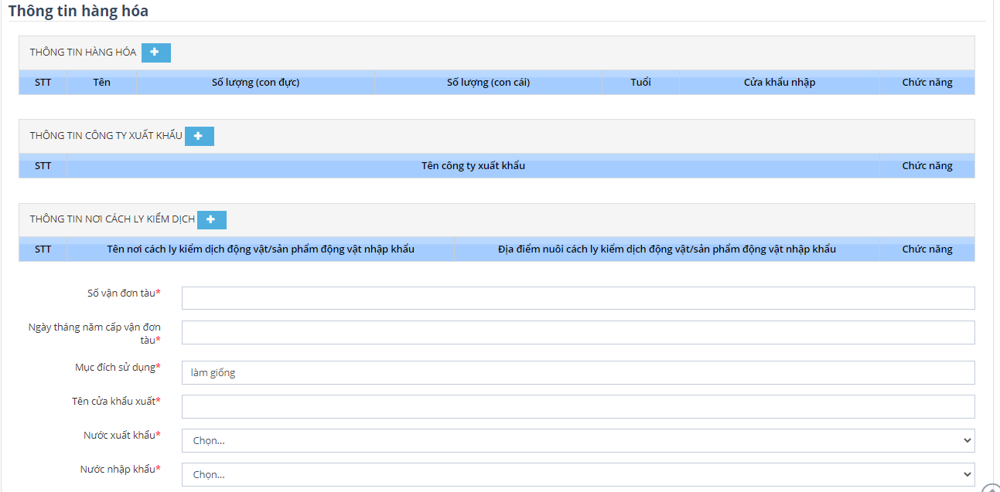 Thông tin hàng hóa
THÔNG TIN HÀNG HÓA
STT Tên Số lượng (con đực) Số lượng (con cái) Tuổi Cửa khẩu nhập Chức năng
THÔNG TIN CÔNG TY XUẤT KHẨU
STT Tên công ty xuất khẩu Chức năng
THÔNG TIN NƠI CÁCH LY KIỂM DỊCH
STT Tên nơi cách ly kiểm dịch động vật/sản phẩm động vật nhập khẩu Địa điểm nuôi cách ly kiểm dịch động vật/sản phẩm động vật nhập khẩu Chức năng
Số vận đơn tàu*
Ngày tháng năm cấp vận đơn
tàu*
Mục đích sử dụng* làm giống
Tên cửa khẩu xuất*
Nước xuất khẩu* Chọn...
Nước nhập khẩu* Chọn...